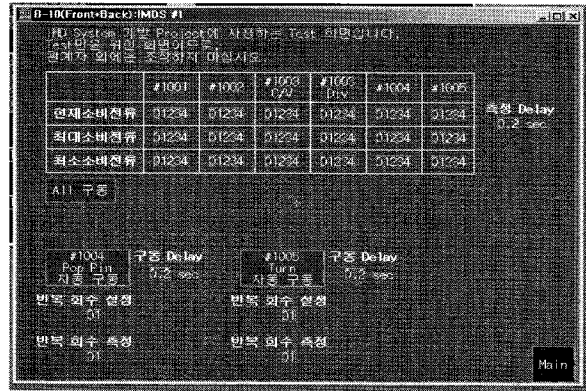 B-10(Front+Back):IMOS #1
IMD System 개발 Project에 사용하는 Test 화면입니다.
Test만을 위한 화면이므로,
관계자 외에는 조작하지 마십시요.
#1001 #1002 #1003 C/V #1003 Div #1004 #1005
측정 Delay
0.2 sec
현재소비전류 01234 01234 01234 01234 01234 01234
최대소비전류 01234 01234 01234 01234 01234 01234
최소소비전류 01234 01234 01234 01234 01234 01234
All 구동
#1004
Pop Pin
자동 구동
구동 Delay
0.2 sec
#1005
Turn
자동 구동
구동 Delay
0.2 sec
반복 회수 설정 반복 회수 설정
01 01
반복 회수 측정 반복 회수 측정
01 01
Main